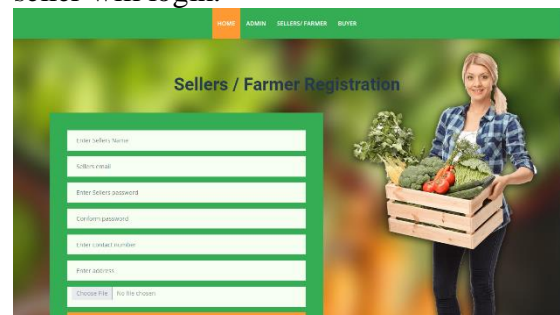 seller will login.
HOME ADMIN SELLERS/ FARMER BUYER
Sellers / Farmer Registration
Enter Sellers Name
Sellers email
Enter Sellers password
Conform password
Enter contact number
Enter address
Choose File No file chosen